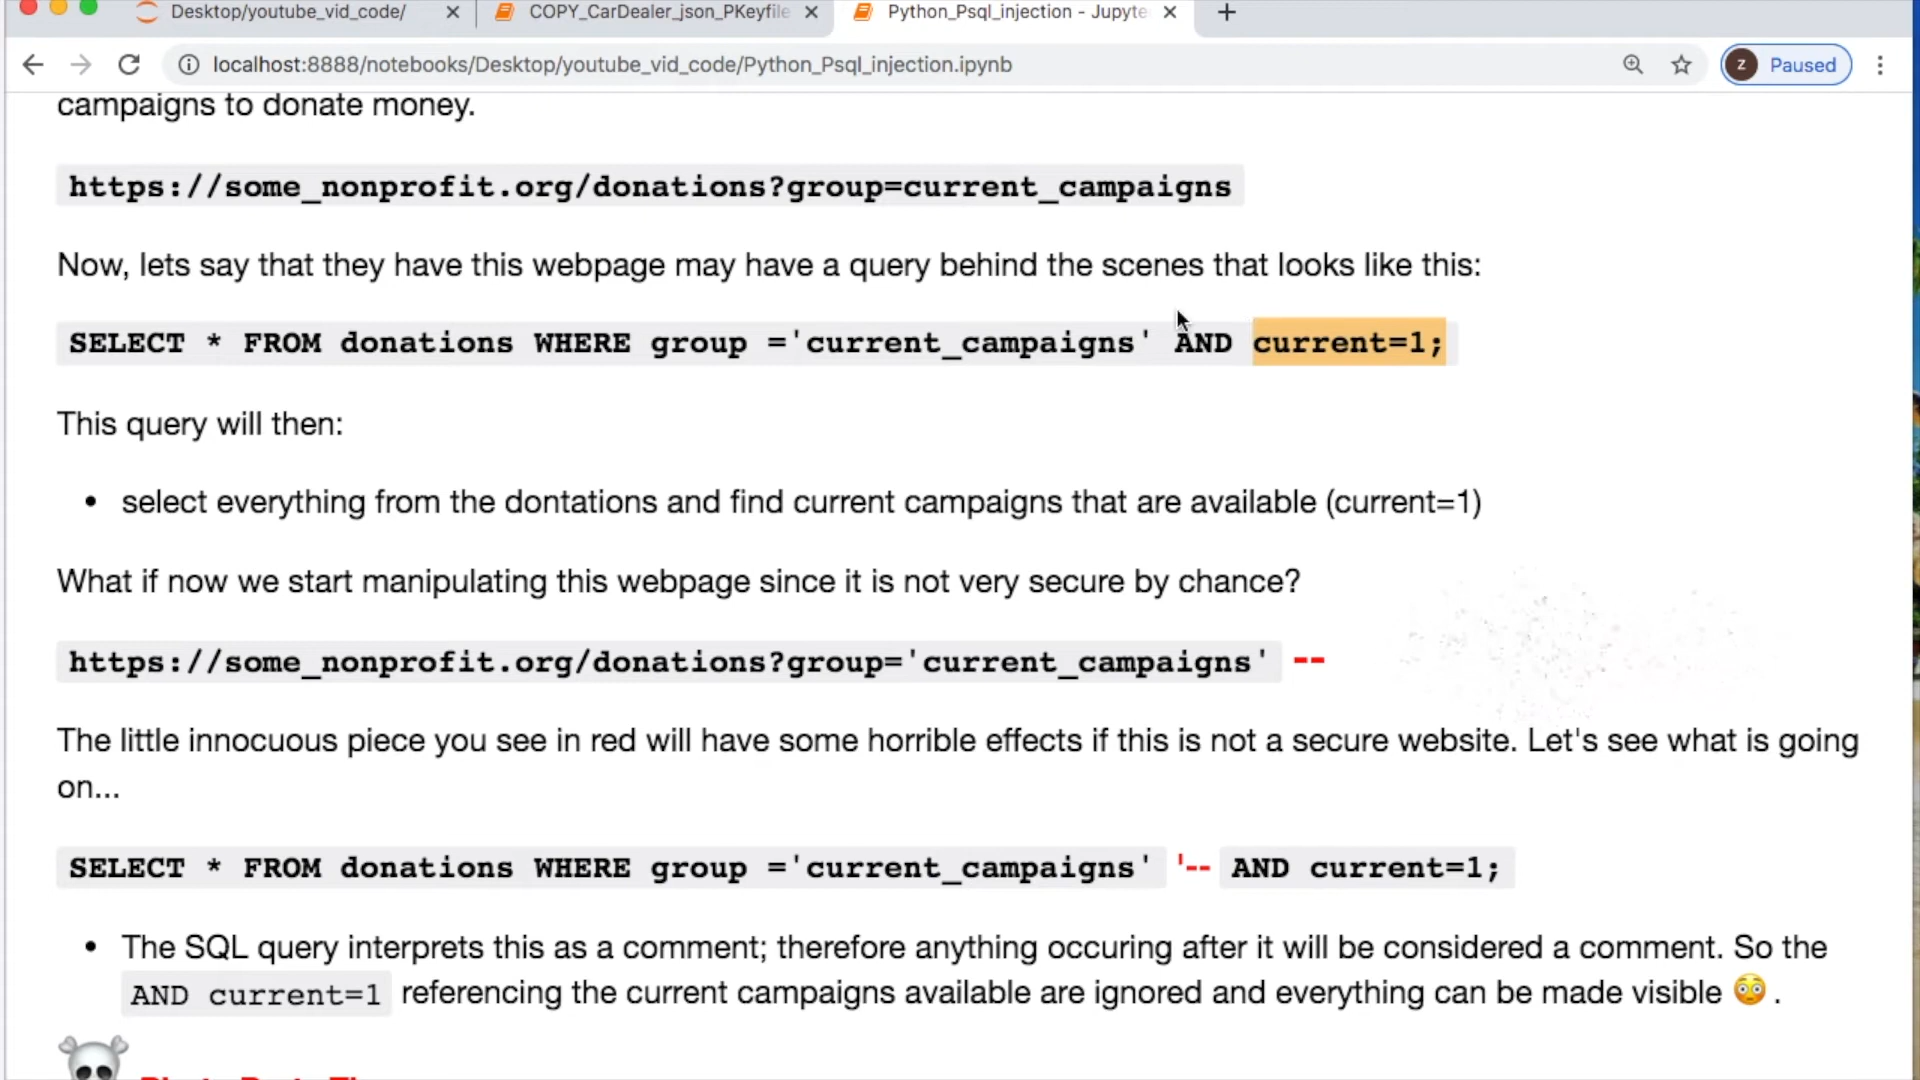 Desktop/youtube_vid_code/
COPY_CarDealer_json_PKeyfile
Python_Psql_injection - Jupyte
localhost:8888/notebooks/Desktop/youtube_vid_code/Python_Psql_injection.ipynb
z Paused
campaigns to donate money.
https://some_nonprofit.org/donations?group=current_campaigns
Now, lets say that they have this webpage may have a query behind the scenes that looks like this:
SELECT * FROM donations WHERE group ='current_campaigns' AND current=1;
This query will then:
• select everything from the dontations and find current campaigns that are available (current=1)
What if now we start manipulating this webpage since it is not very secure by chance?
https://some_nonprofit.org/donations?group='current_campaigns' --
The little innocuous piece you see in red will have some horrible effects if this is not a secure website. Let's see what is going
on...
SELECT * FROM donations WHERE group ='current_campaigns' '-- AND current=1;
• The SQL query interprets this as a comment; therefore anything occuring after it will be considered a comment. So the
AND current=1 referencing the current campaigns available are ignored and everything can be made visible 😳 .